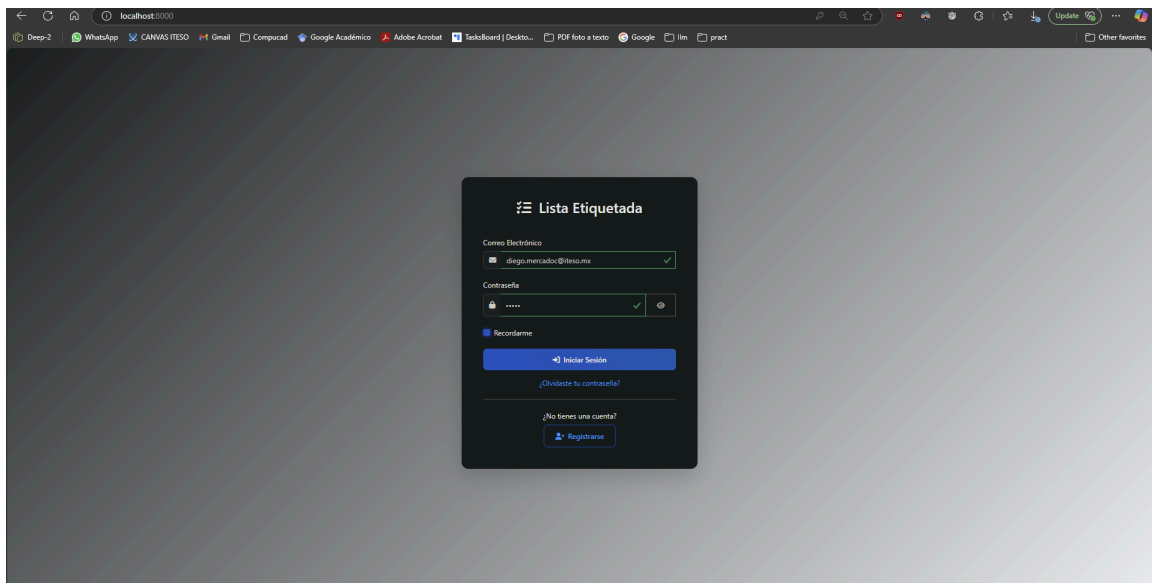 localhost:8000
Update
Deep-2 WhatsApp CANVAS ITESO Gmail Compucad Google Académico Adobe Acrobat TasksBoard | Deskto... PDF foto a texto Google llm pract Other favorites
Lista Etiquetada
Correo Electrónico
diego.mercadoc@iteso.mx
Contraseña
•••••
Recordarme
Iniciar Sesión
¿Olvidaste tu contraseña?
¿No tienes una cuenta?
Registrarse